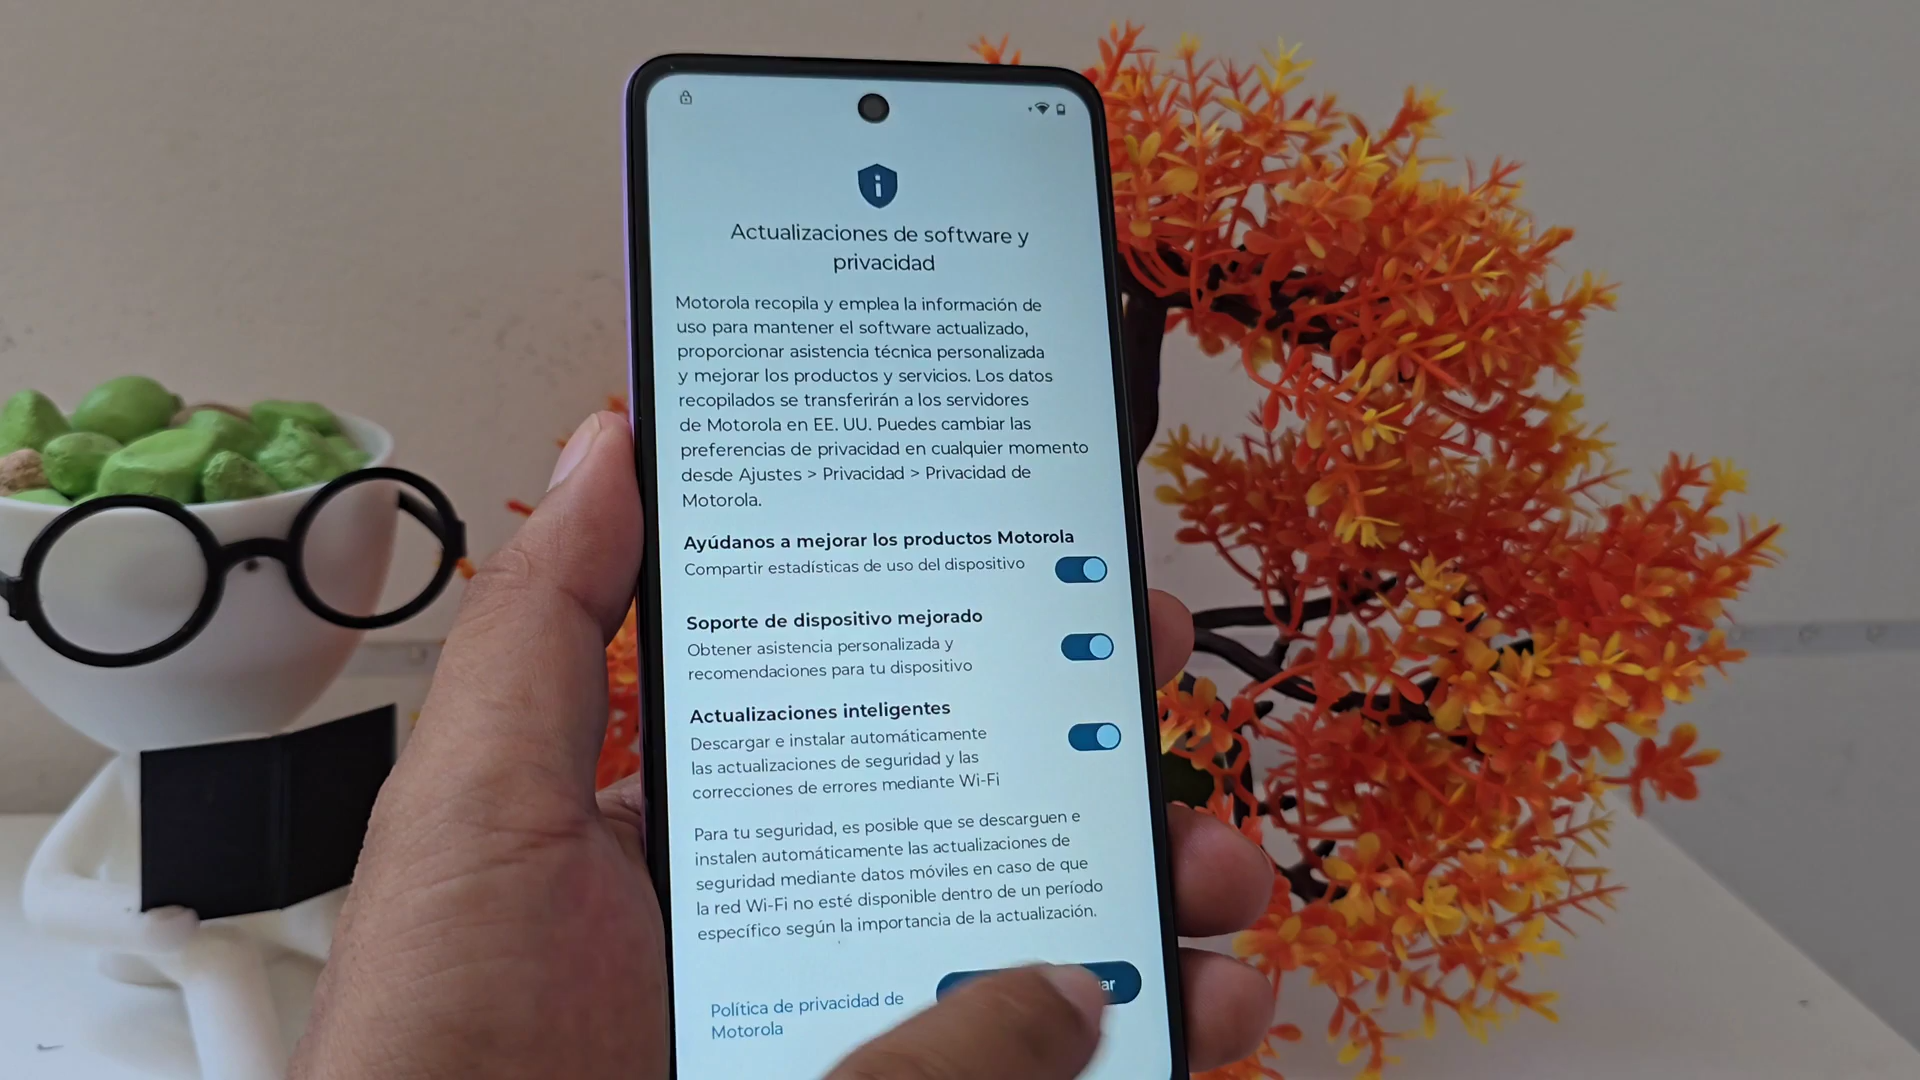 Actualizaciones de software y
privacidad
Motorola recopila y emplea la información de
uso para mantener el software actualizado,
proporcionar asistencia técnica personalizada
y mejorar los productos y servicios. Los datos
recopilados se transferirán a los servidores
de Motorola en EE. UU. Puedes cambiar las
preferencias de privacidad en cualquier momento
desde Ajustes > Privacidad > Privacidad de
Motorola.
Ayúdanos a mejorar los productos Motorola
Compartir estadísticas de uso del dispositivo
Soporte de dispositivo mejorado
Obtener asistencia personalizada y
recomendaciones para tu dispositivo
Actualizaciones inteligentes
Descargar e instalar automáticamente
las actualizaciones de seguridad y las
correcciones de errores mediante Wi-Fi
Para tu seguridad, es posible que se descarguen e
instalen automáticamente las actualizaciones de
seguridad mediante datos móviles en caso de que
la red Wi-Fi no esté disponible dentro de un período
específico según la importancia de la actualización.
Política de privacidad de
Motorola